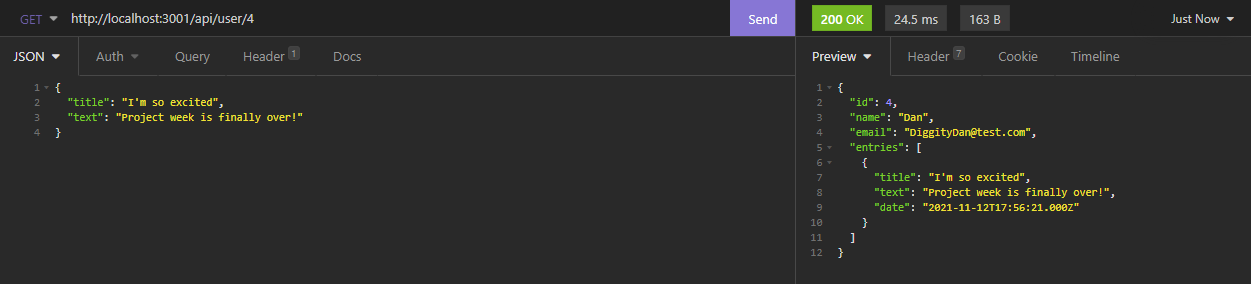 GET http://localhost:3001/api/user/4 Send 200 OK 24.5 ms 163 B Just Now
JSON Auth Query Header 1 Docs
1 {
2 "title": "I'm so excited",
3 "text": "Project week is finally over!"
4 }
Preview Header 7 Cookie Timeline
1 {
2 "id": 4,
3 "name": "Dan",
4 "email": "DiggityDan@test.com",
5 "entries": [
6 {
7 "title": "I'm so excited",
8 "text": "Project week is finally over!",
9 "date": "2021-11-12T17:56:21.000Z"
10 }
11 ]
12 }